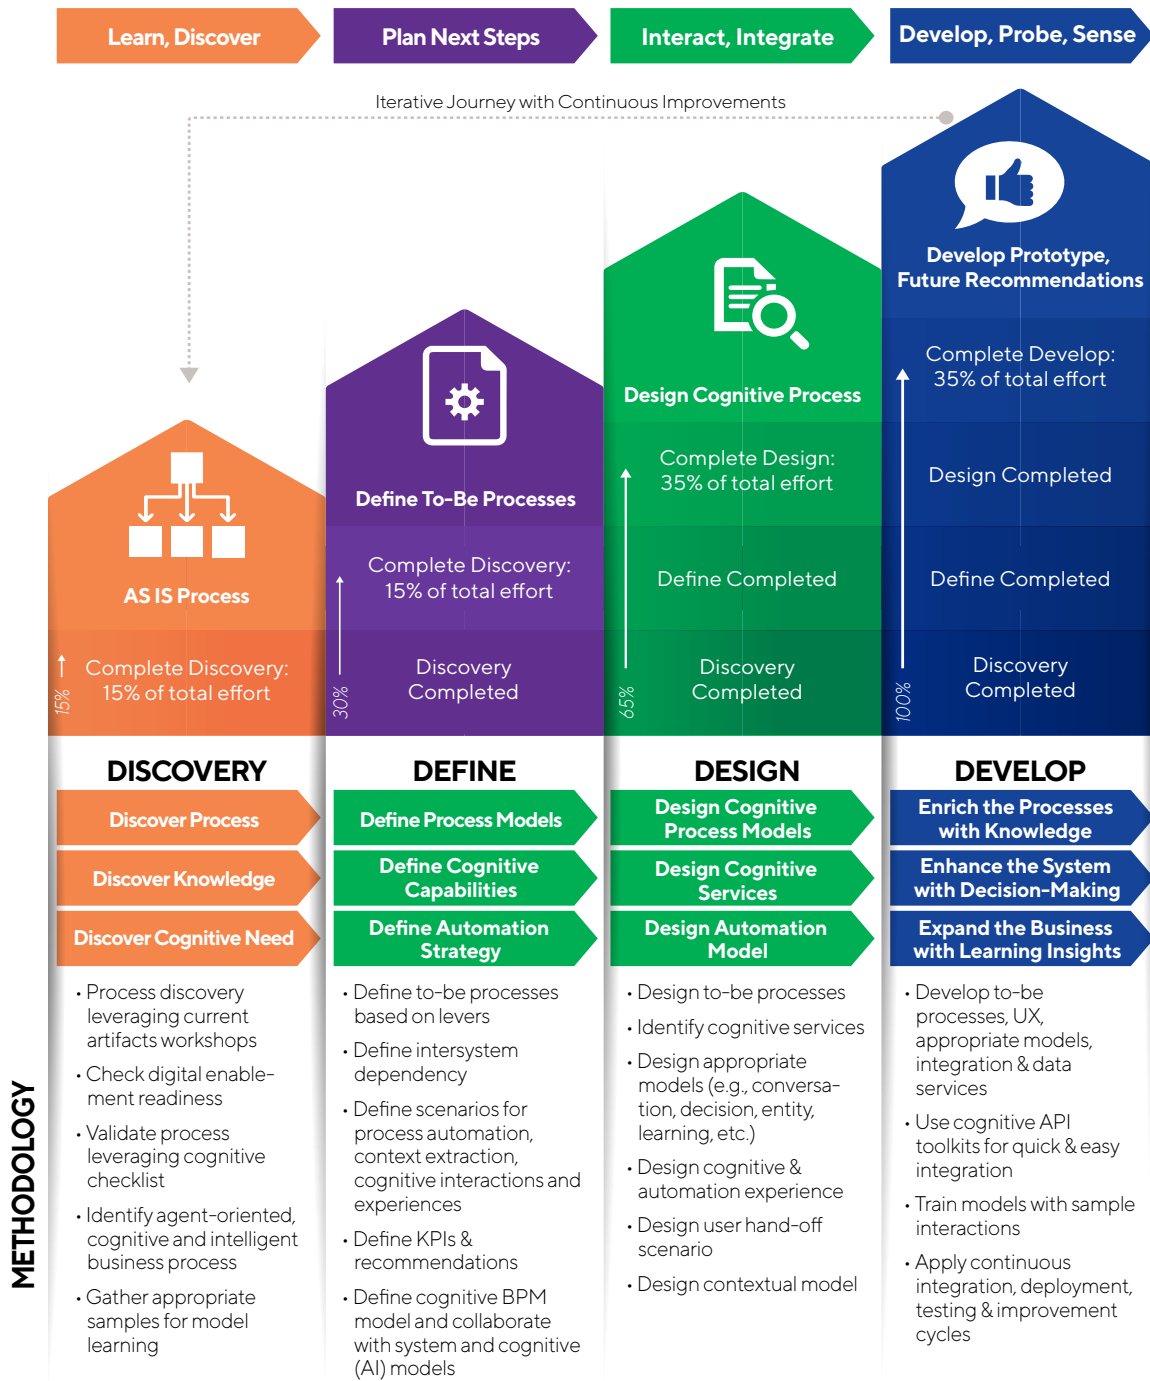 Learn, Discover
Plan Next Steps
Interact, Integrate
Develop, Probe, Sense
Iterative Journey with Continuous Improvements
AS IS Process
Complete Discovery:
15% of total effort
15%
Define To-Be Processes
Complete Discovery:
15% of total effort
Discovery
Completed
30%
Design Cognitive Process
Complete Design:
35% of total effort
Define Completed
Discovery
Completed
65%
Develop Prototype,
Future Recommendations
Complete Develop:
35% of total effort
Design Completed
Define Completed
Discovery
Completed
100%
METHODOLOGY
DISCOVERY
Discover Process
Discover Knowledge
Discover Cognitive Need
• Process discovery
leveraging current
artifacts workshops
• Check digital enable-
ment readiness
• Validate process
leveraging cognitive
checklist
• Identify agent-oriented,
cognitive and intelligent
business process
• Gather appropriate
samples for model
learning
DEFINE
Define Process Models
Define Cognitive
Capabilities
Define Automation
Strategy
• Define to-be processes
based on levers
• Define intersystem
dependency
• Define scenarios for
process automation,
context extraction,
cognitive interactions and
experiences
• Define KPIs &
recommendations
• Define cognitive BPM
model and collaborate
with system and cognitive
(AI) models
DESIGN
Design Cognitive
Process Models
Design Cognitive
Services
Design Automation
Model
• Design to-be processes
• Identify cognitive services
• Design appropriate
models (e.g., conversa-
tion, decision, entity,
learning, etc.)
• Design cognitive &
automation experience
• Design user hand-off
scenario
• Design contextual model
DEVELOP
Enrich the Processes
with Knowledge
Enhance the System
with Decision-Making
Expand the Business
with Learning Insights
• Develop to-be
processes, UX,
appropriate models,
integration & data
services
• Use cognitive API
toolkits for quick & easy
integration
• Train models with sample
interactions
• Apply continuous
integration, deployment,
testing & improvement
cycles